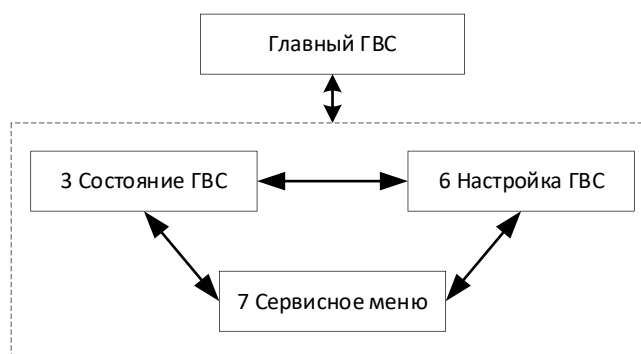 Главный ГВС
3 Состояние ГВС
6 Настройка ГВС
7 Сервисное меню